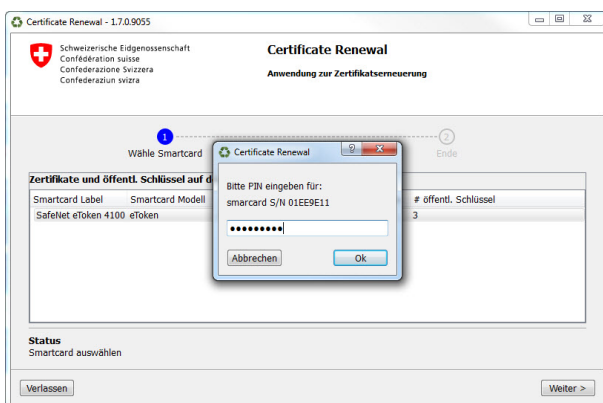 Certificate Renewal - 1.7.0.9055
Schweizerische Eidgenossenschaft
Confédération suisse
Confederazione Svizzera
Confederaziun svizra
Certificate Renewal
Anwendung zur Zertifikatserneuerung
1
2
Wähle Smartcard
Ende
Zertifikate und öffentl. Schlüssel auf d
Smartcard Label Smartcard Modell # öffentl. Schlüssel
SafeNet eToken 4100 eToken 3
Certificate Renewal
Bitte PIN eingeben für:
smarcard S/N 01EE9E11
Abbrechen Ok
Status
Smartcard auswählen
Verlassen Weiter >